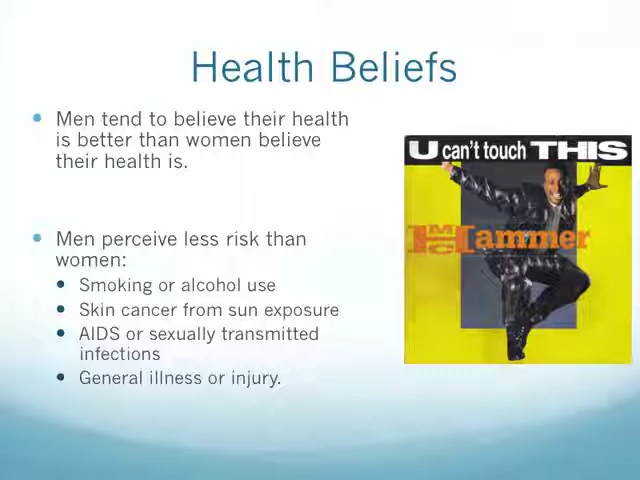 Health Beliefs
Men tend to believe their health
is better than women believe
their health is.
U can't touch THIS
MC Hammer
Men perceive less risk than
women:
Smoking or alcohol use
Skin cancer from sun exposure
AIDS or sexually transmitted
infections
General illness or injury.